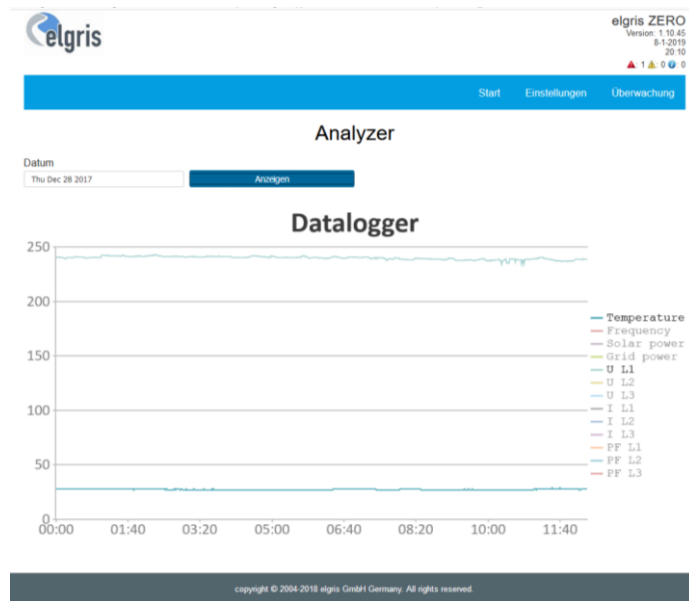 elgris
elgris ZERO
Version: 1.10.45
8-1-2019
20:10
1 0 0
Start Einstellungen Überwachung
Analyzer
Datum
Thu Dec 28 2017 Anzeigen
Datalogger
250
200
150
100
50
0
00:00 01:40 03:20 05:00 06:40 08:20 10:00 11:40
Temperature
Frequency
Solar power
Grid power
U L1
U L2
U L3
I L1
I L2
I L3
PF L1
PF L2
PF L3
copyright © 2004-2018 elgris GmbH Germany. All rights reserved.